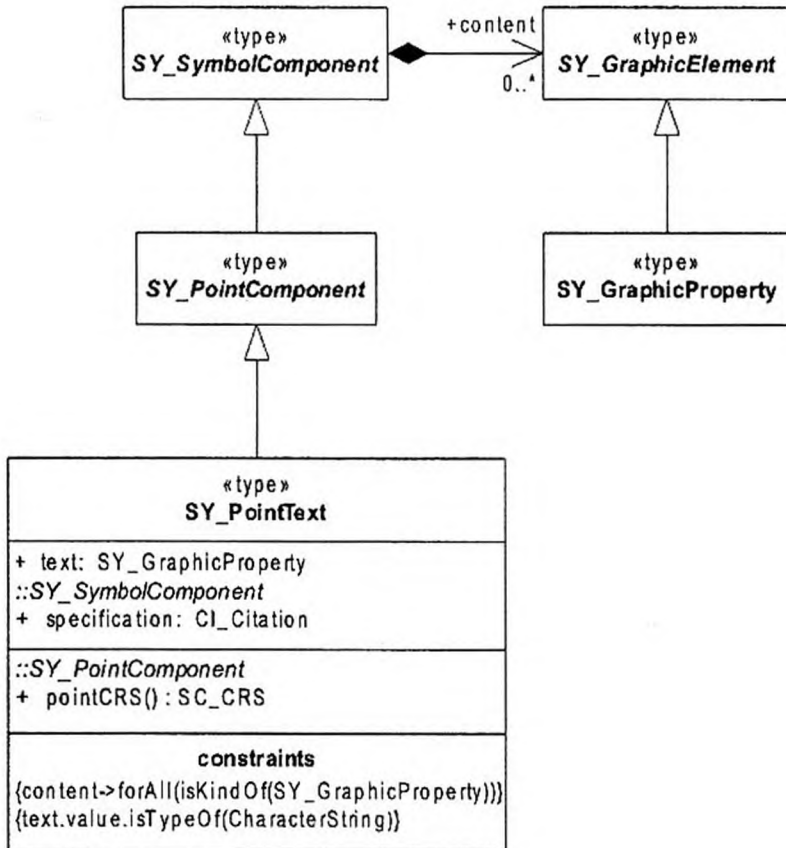 «type»
SY_SymbolComponent
+content
0..*
«type»
SY_GraphicElement
«type»
SY_PointComponent
«type»
SY_GraphicProperty
«type»
SY_PointText
+ text: SY_GraphicProperty
::SY_SymbolComponent
+ specification: CI_Citation
::SY_PointComponent
+ pointCRS() : SC_CRS
constraints
{content->forAll(isKindOf(SY_GraphicProperty))}
{text.value.isTypeOf(CharacterString)}